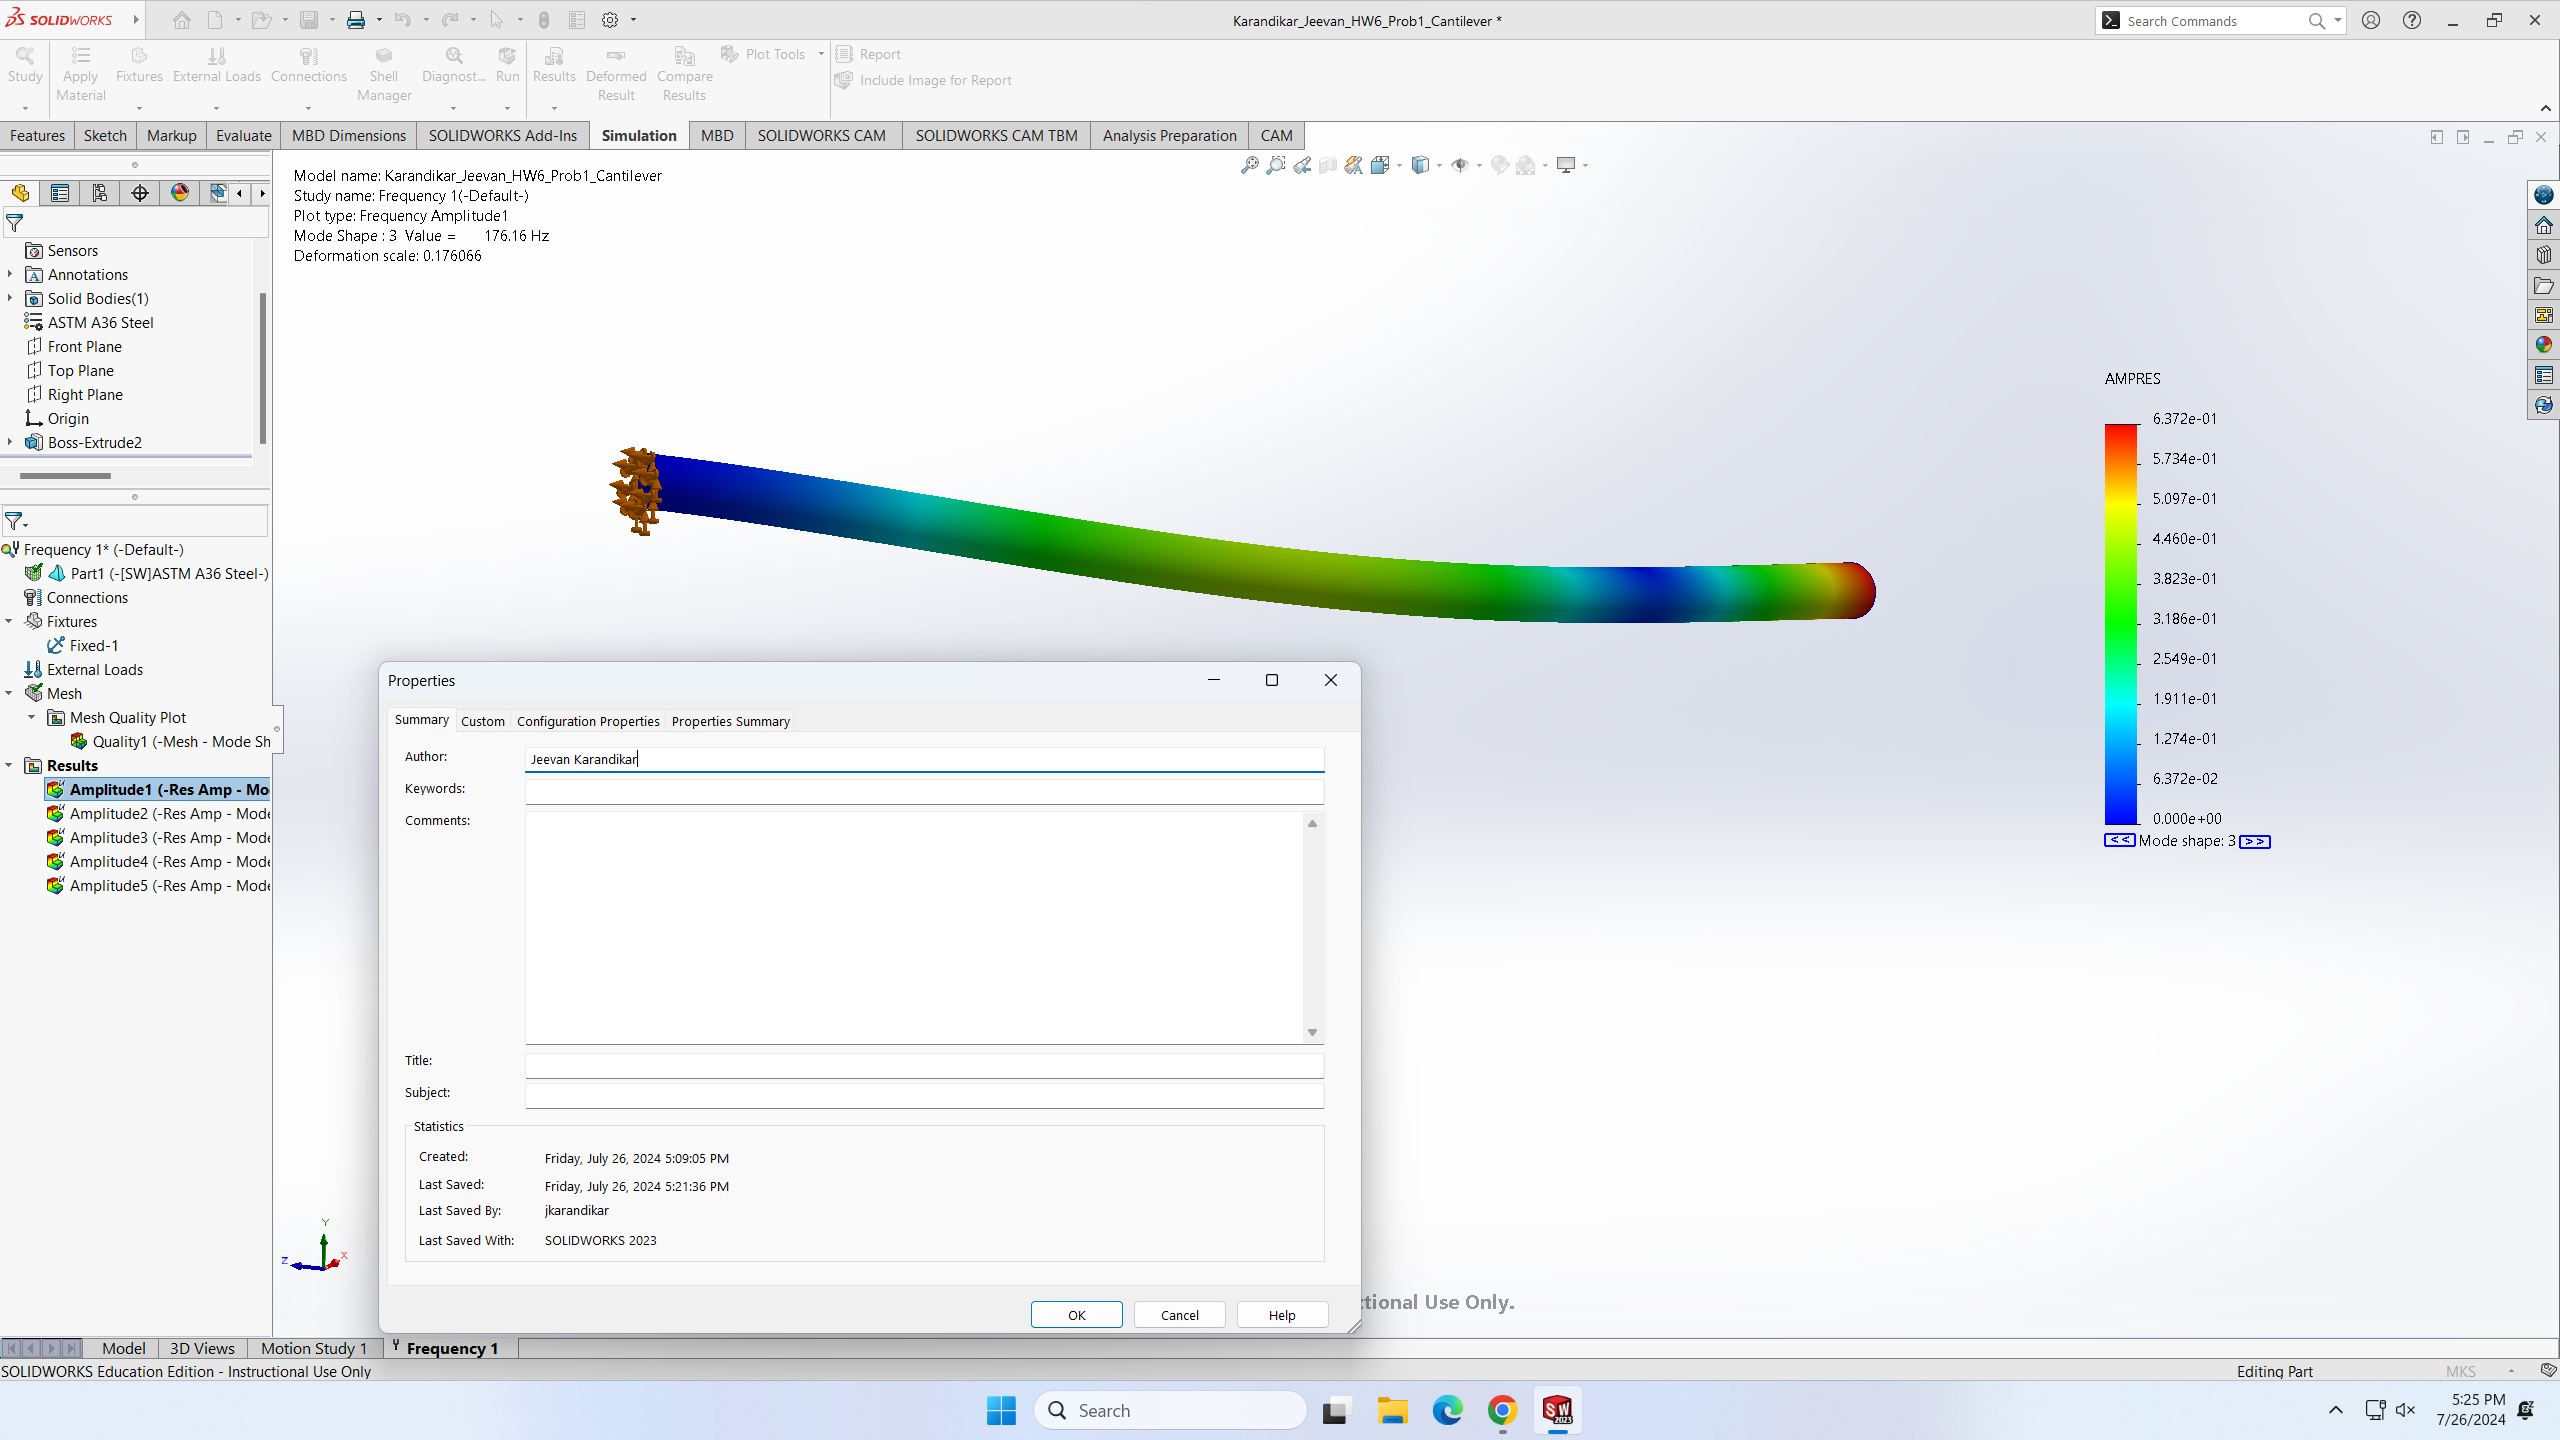 SOLIDWORKS
Karandikar_Jeevan_HW6_Prob1_Cantilever *
Search Commands
Study
Apply Material
Fixtures
External Loads
Connections
Shell Manager
Diagnost...
Run
Results
Deformed Result
Compare Results
Plot Tools
Report
Include Image for Report
Features
Sketch
Markup
Evaluate
MBD Dimensions
SOLIDWORKS Add-Ins
Simulation
MBD
SOLIDWORKS CAM
SOLIDWORKS CAM TBM
Analysis Preparation
CAM
Model name: Karandikar_Jeevan_HW6_Prob1_Cantilever
Study name: Frequency 1(-Default-)
Plot type: Frequency Amplitude1
Mode Shape : 3 Value = 176.16 Hz
Deformation scale: 0.176066
Sensors
Annotations
Solid Bodies(1)
ASTM A36 Steel
Front Plane
Top Plane
Right Plane
Origin
Boss-Extrude2
Frequency 1* (-Default-)
Part1 (-[SW]ASTM A36 Steel-)
Connections
Fixtures
Fixed-1
External Loads
Mesh
Mesh Quality Plot
Quality1 (-Mesh - Mode Sh
Results
Amplitude1 (-Res Amp - Mo
Amplitude2 (-Res Amp - Mode
Amplitude3 (-Res Amp - Mode
Amplitude4 (-Res Amp - Mode
Amplitude5 (-Res Amp - Mode
AMPRES
6.372e-01
5.734e-01
5.097e-01
4.460e-01
3.823e-01
3.186e-01
2.549e-01
1.911e-01
1.274e-01
6.372e-02
0.000e+00
<< Mode shape: 3 >>
Properties
Summary
Custom
Configuration Properties
Properties Summary
Author: Jeevan Karandikar
Keywords:
Comments:
Title:
Subject:
Statistics
Created: Friday, July 26, 2024 5:09:05 PM
Last Saved: Friday, July 26, 2024 5:21:36 PM
Last Saved By: jkarandikar
Last Saved With: SOLIDWORKS 2023
OK
Cancel
Help
ctional Use Only.
Y
Z
X
Model
3D Views
Motion Study 1
Frequency 1
SOLIDWORKS Education Edition - Instructional Use Only
Editing Part
MKS
Search
SW
2023
5:25 PM
7/26/2024